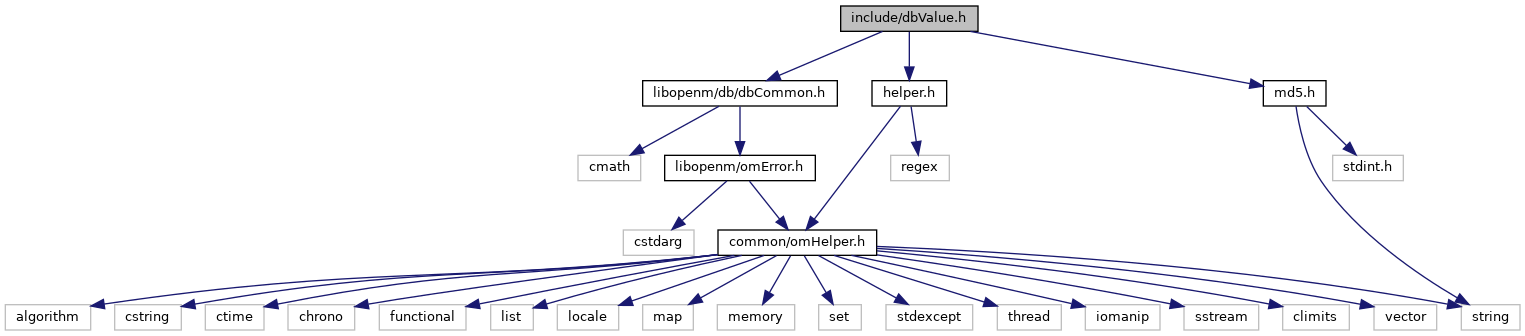 include/dbValue.h
libopenm/db/dbCommon.h
helper.h
md5.h
cmath
libopenm/omError.h
regex
stdint.h
cstdarg
common/omHelper.h
algorithm
cstring
ctime
chrono
functional
list
locale
map
memory
set
stdexcept
thread
iomanip
sstream
climits
vector
string